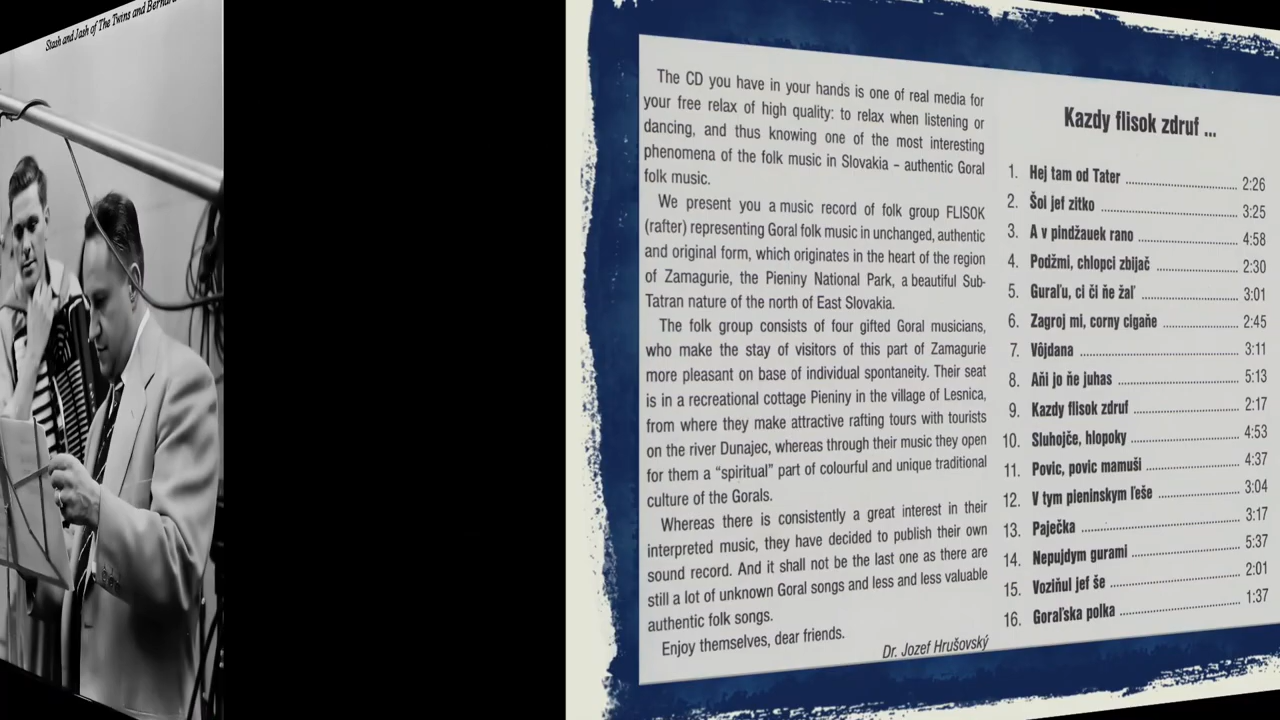 Stash and Jash of The Twins and Bernard
The CD you have in your hands is one of real media for
your free relax of high quality: to relax when listening or
dancing, and thus knowing one of the most interesting
phenomena of the folk music in Slovakia – authentic Goral
folk music.
We present you a music record of folk group FLISOK
(rafter) representing Goral folk music in unchanged, authentic
and original form, which originates in the heart of the region
of Zamagurie, the Pieniny National Park, a beautiful Sub-
Tatran nature of the north of East Slovakia.
The folk group consists of four gifted Goral musicians,
who make the stay of visitors of this part of Zamagurie
more pleasant on base of individual spontaneity. Their seat
is in a recreational cottage Pieniny in the village of Lesnica,
from where they make attractive rafting tours with tourists
on the river Dunajec, whereas through their music they open
for them a “spiritual” part of colourful and unique traditional
culture of the Gorals.
Whereas there is consistently a great interest in their
interpreted music, they have decided to publish their own
sound record. And it shall not be the last one as there are
still a lot of unknown Goral songs and less and less valuable
authentic folk songs.
Enjoy themselves, dear friends.
Dr. Jozef Hrušovský
Kazdy flisok zdruf ...
1. Hej tam od Tater 2:26
2. Šol jef zitko 3:25
3. A v pindžauek rano 4:58
4. Podžmi, chlopci zbijač 2:30
5. Guraľu, ci či ňe žaľ 3:01
6. Zagroj mi, corny cigaňe 2:45
7. Vôjdana 3:11
8. Aňi jo ňe juhas 5:13
9. Kazdy flisok zdruf 2:17
10. Sluhojče, hlopoky 4:53
11. Povic, povic mamuši 4:37
12. V tym pieninskym ľeše 3:04
13. Paječka 3:17
14. Nepujdym gurami 5:37
15. Voziňul jef še 2:01
16. Goraľska polka 1:37